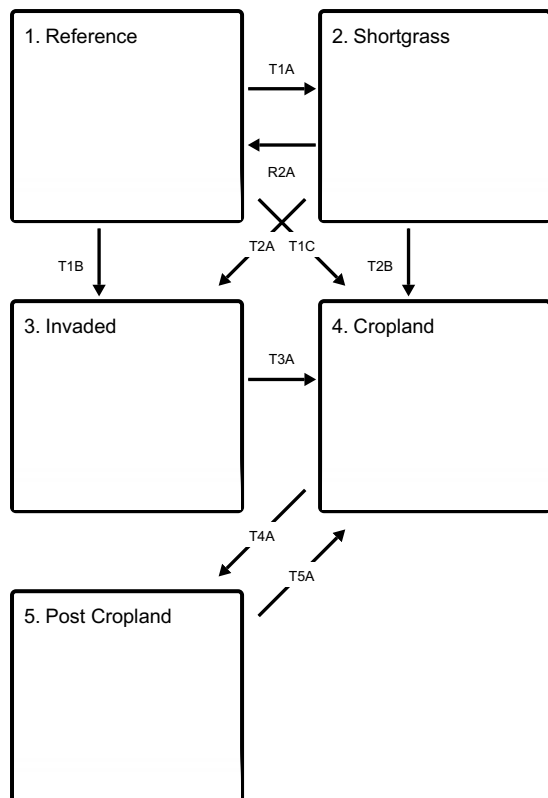 1. Reference
2. Shortgrass
T1A
R2A
T2A
T1C
T1B
T2B
3. Invaded
4. Cropland
T3A
T4A
T5A
5. Post Cropland